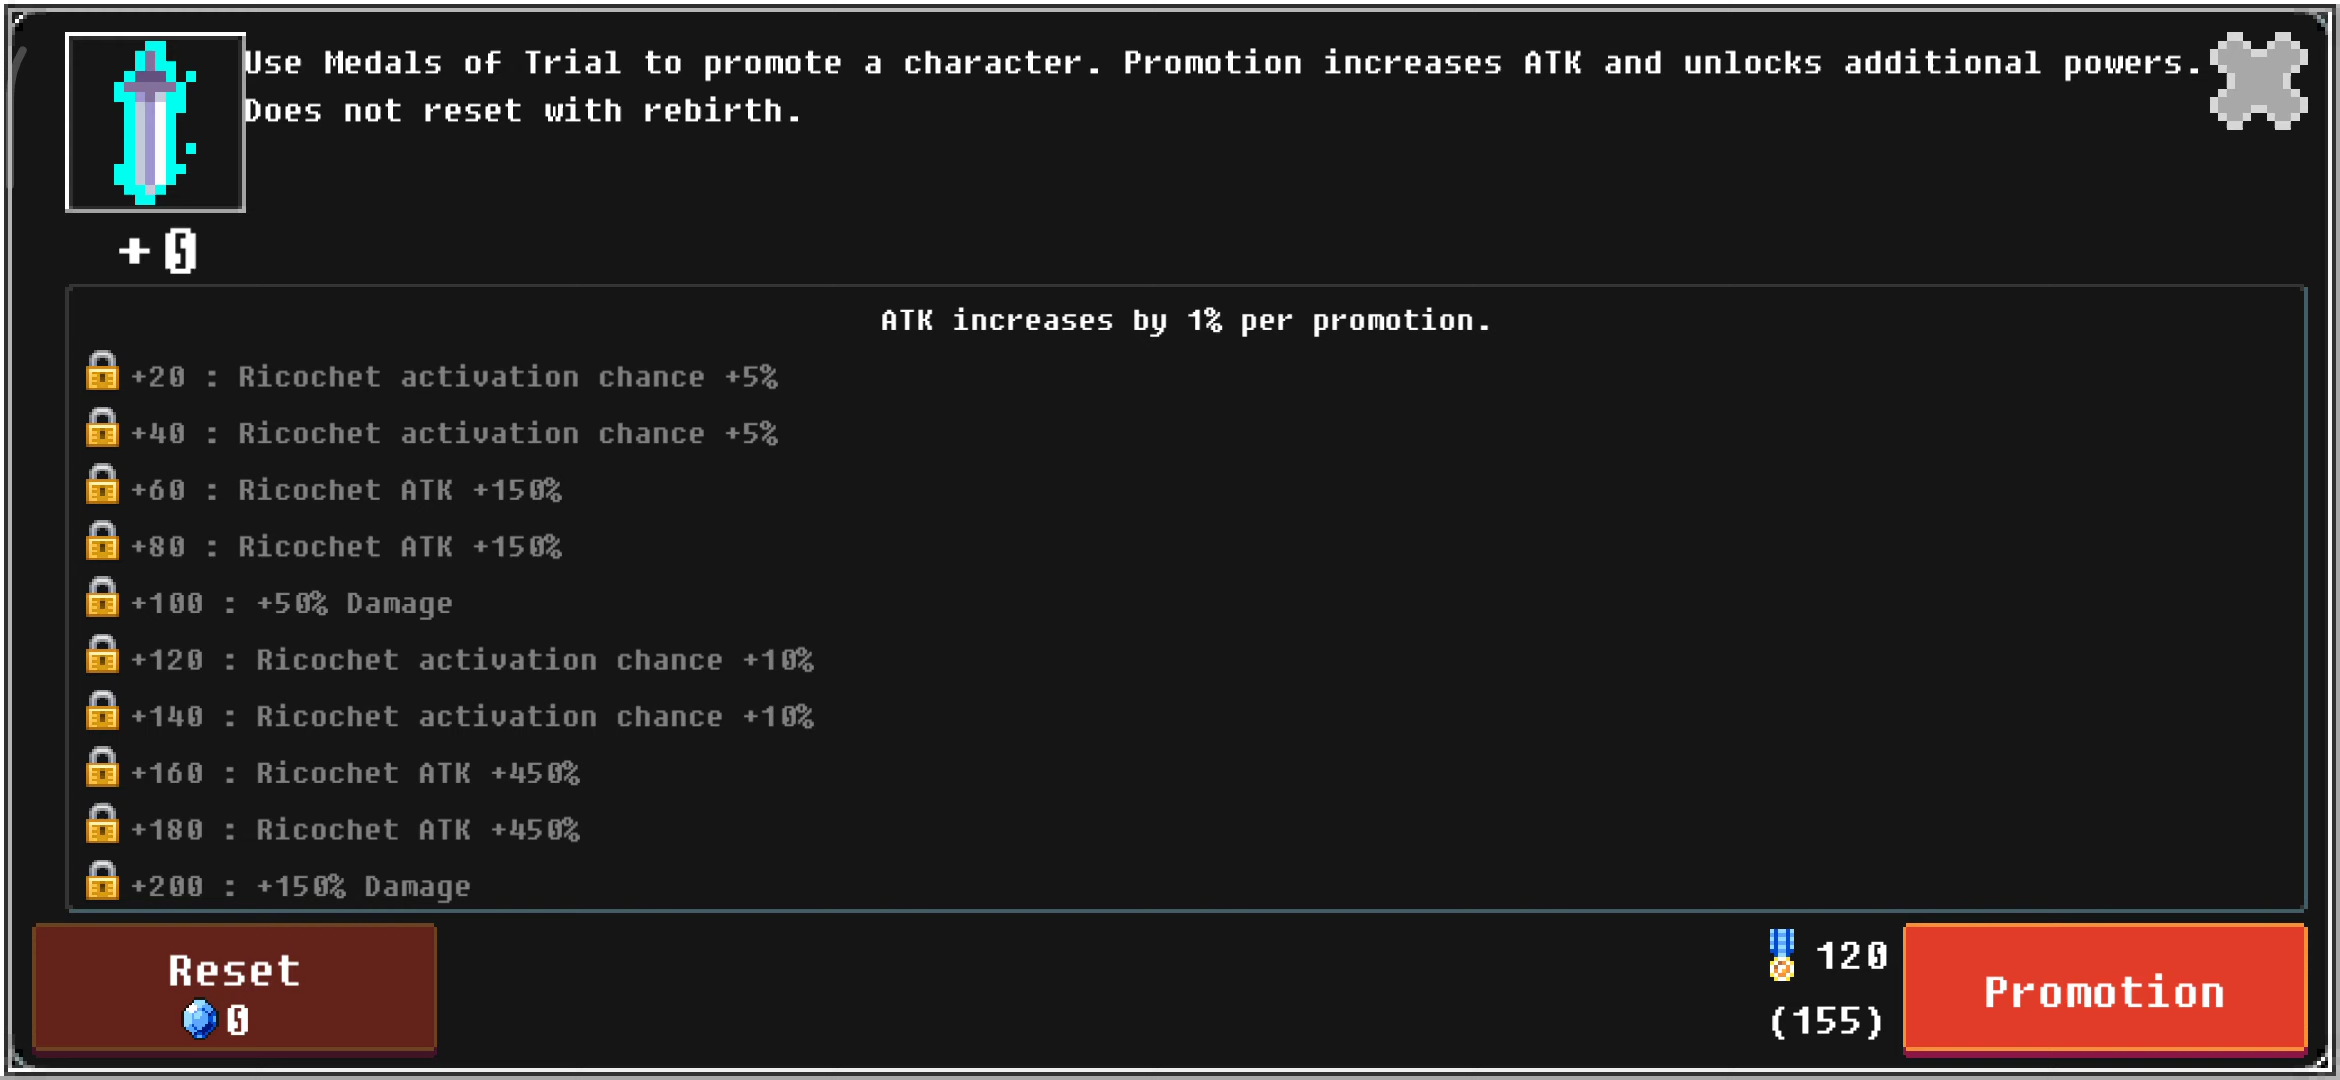 Use Medals of Trial to promote a character. Promotion increases ATK and unlocks additional powers.
Does not reset with rebirth.
+0
ATK increases by 1% per promotion.
+20 : Ricochet activation chance +5%
+40 : Ricochet activation chance +5%
+60 : Ricochet ATK +150%
+80 : Ricochet ATK +150%
+100 : +50% Damage
+120 : Ricochet activation chance +10%
+140 : Ricochet activation chance +10%
+160 : Ricochet ATK +450%
+180 : Ricochet ATK +450%
+200 : +150% Damage
Reset
0
120
(155)
Promotion